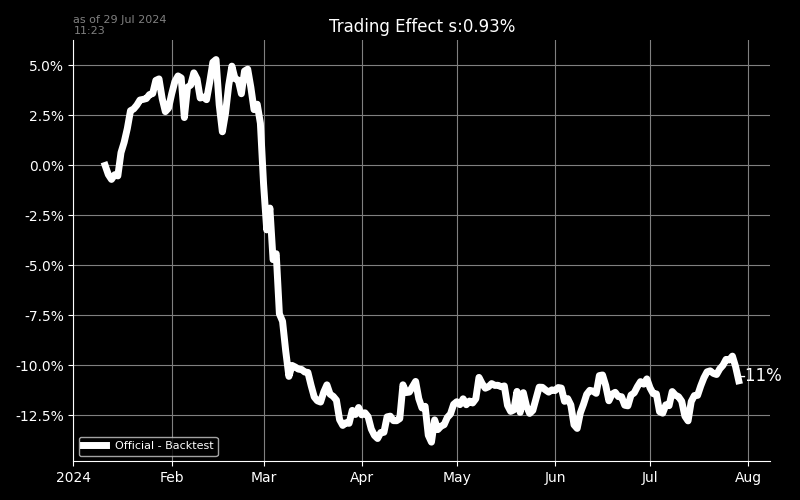 as of 29 Jul 2024
11:23
Trading Effect s:0.93%
5.0%
2.5%
0.0%
-2.5%
-5.0%
-7.5%
-10.0%
-12.5%
-11%
Official - Backtest
2024 Feb Mar Apr May Jun Jul Aug